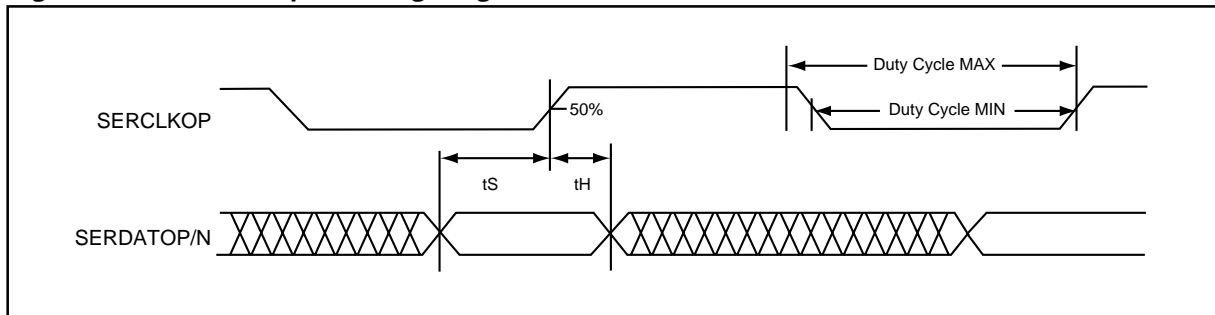 Duty Cycle MAX
SERCLKOP
50%
Duty Cycle MIN
tS
tH
SERDATOP/N